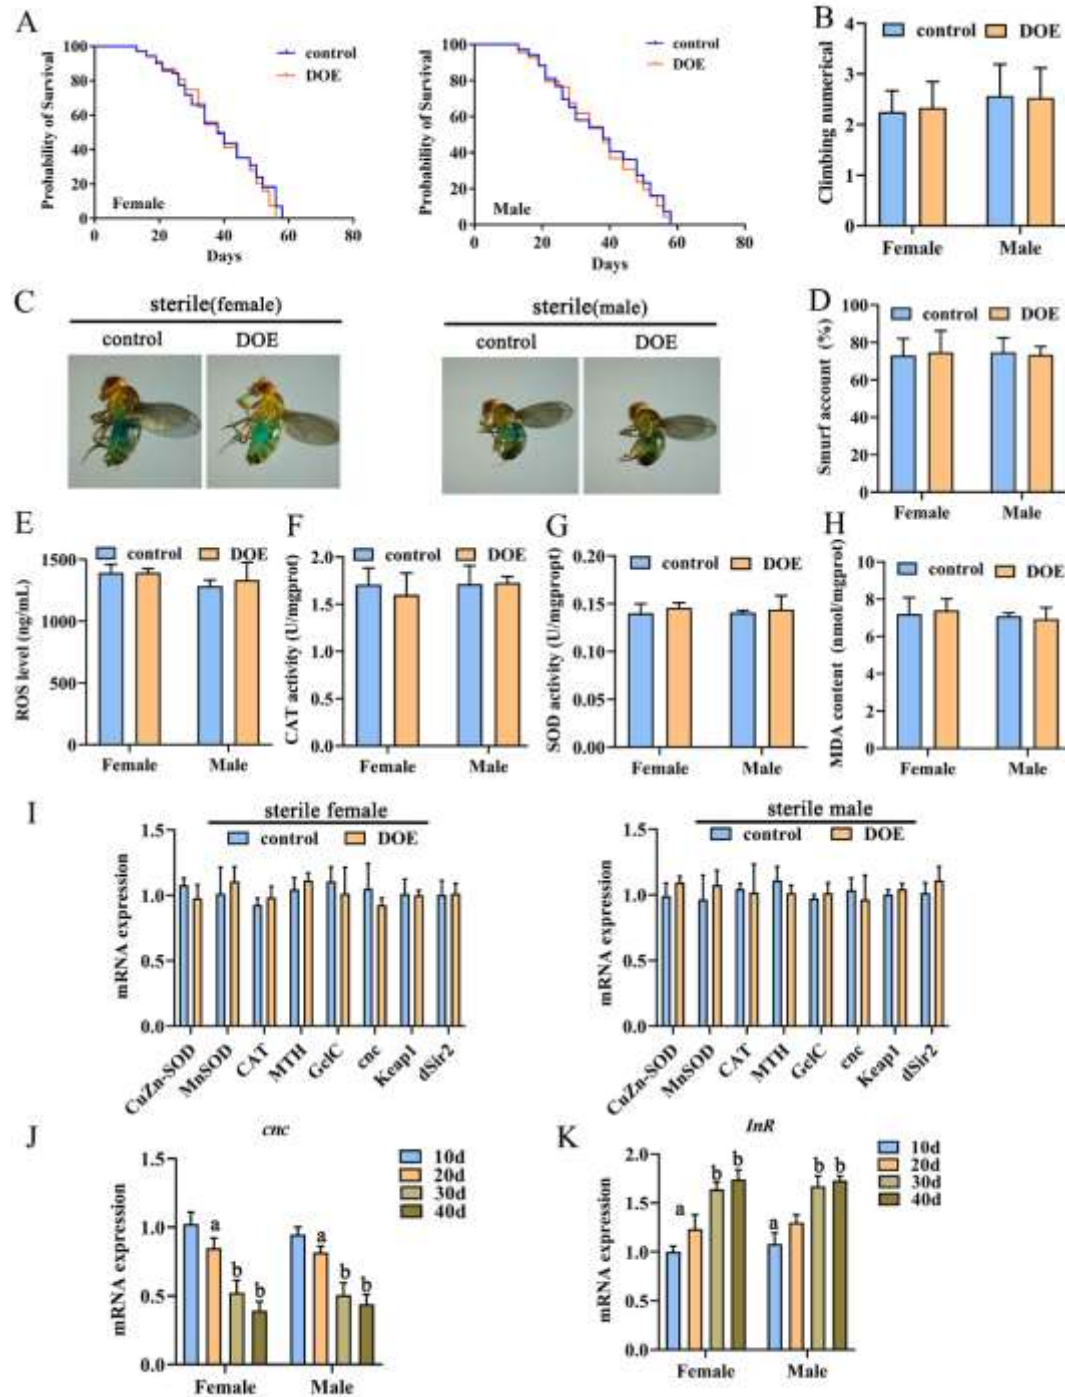 A
Probability of Survival
100
80
60
40
20
0
0 20 40 60 80
Days
Female
control
DOE
Probability of Survival
100
80
60
40
20
0
0 20 40 60 80
Days
Male
control
DOE
B
control DOE
Climbing numerical
4
3
2
1
0
Female Male
C
sterile(female)
control DOE
sterile(male)
control DOE
D
control DOE
Smurf account (%)
100
80
60
40
20
0
Female Male
E
control DOE
ROS level (ng/mL)
1500
1000
500
0
Female Male
F
control DOE
CAT activity (U/mgprot)
2.0
1.5
1.0
0.5
0.0
Female Male
G
control DOE
SOD activity (U/mgpropt)
0.20
0.15
0.10
0.05
0.00
Female Male
H
control DOE
MDA content (nmol/mgprot)
10
8
6
4
2
0
Female Male
I
sterile female
control DOE
mRNA expression
1.5
1.0
0.5
0.0
CuZn-SOD MnSOD CAT MTH GclC cnc Keap1 dSir2
sterile male
control DOE
mRNA expression
1.5
1.0
0.5
0.0
CuZn-SOD MnSOD CAT MTH GclC cnc Keap1 dSir2
J
cnc
mRNA expression
1.5
1.0
0.5
0.0
a b b a b b
Female Male
10d
20d
30d
40d
K
InR
mRNA expression
2.0
1.5
1.0
0.5
0.0
a b b a b b
Female Male
10d
20d
30d
40d